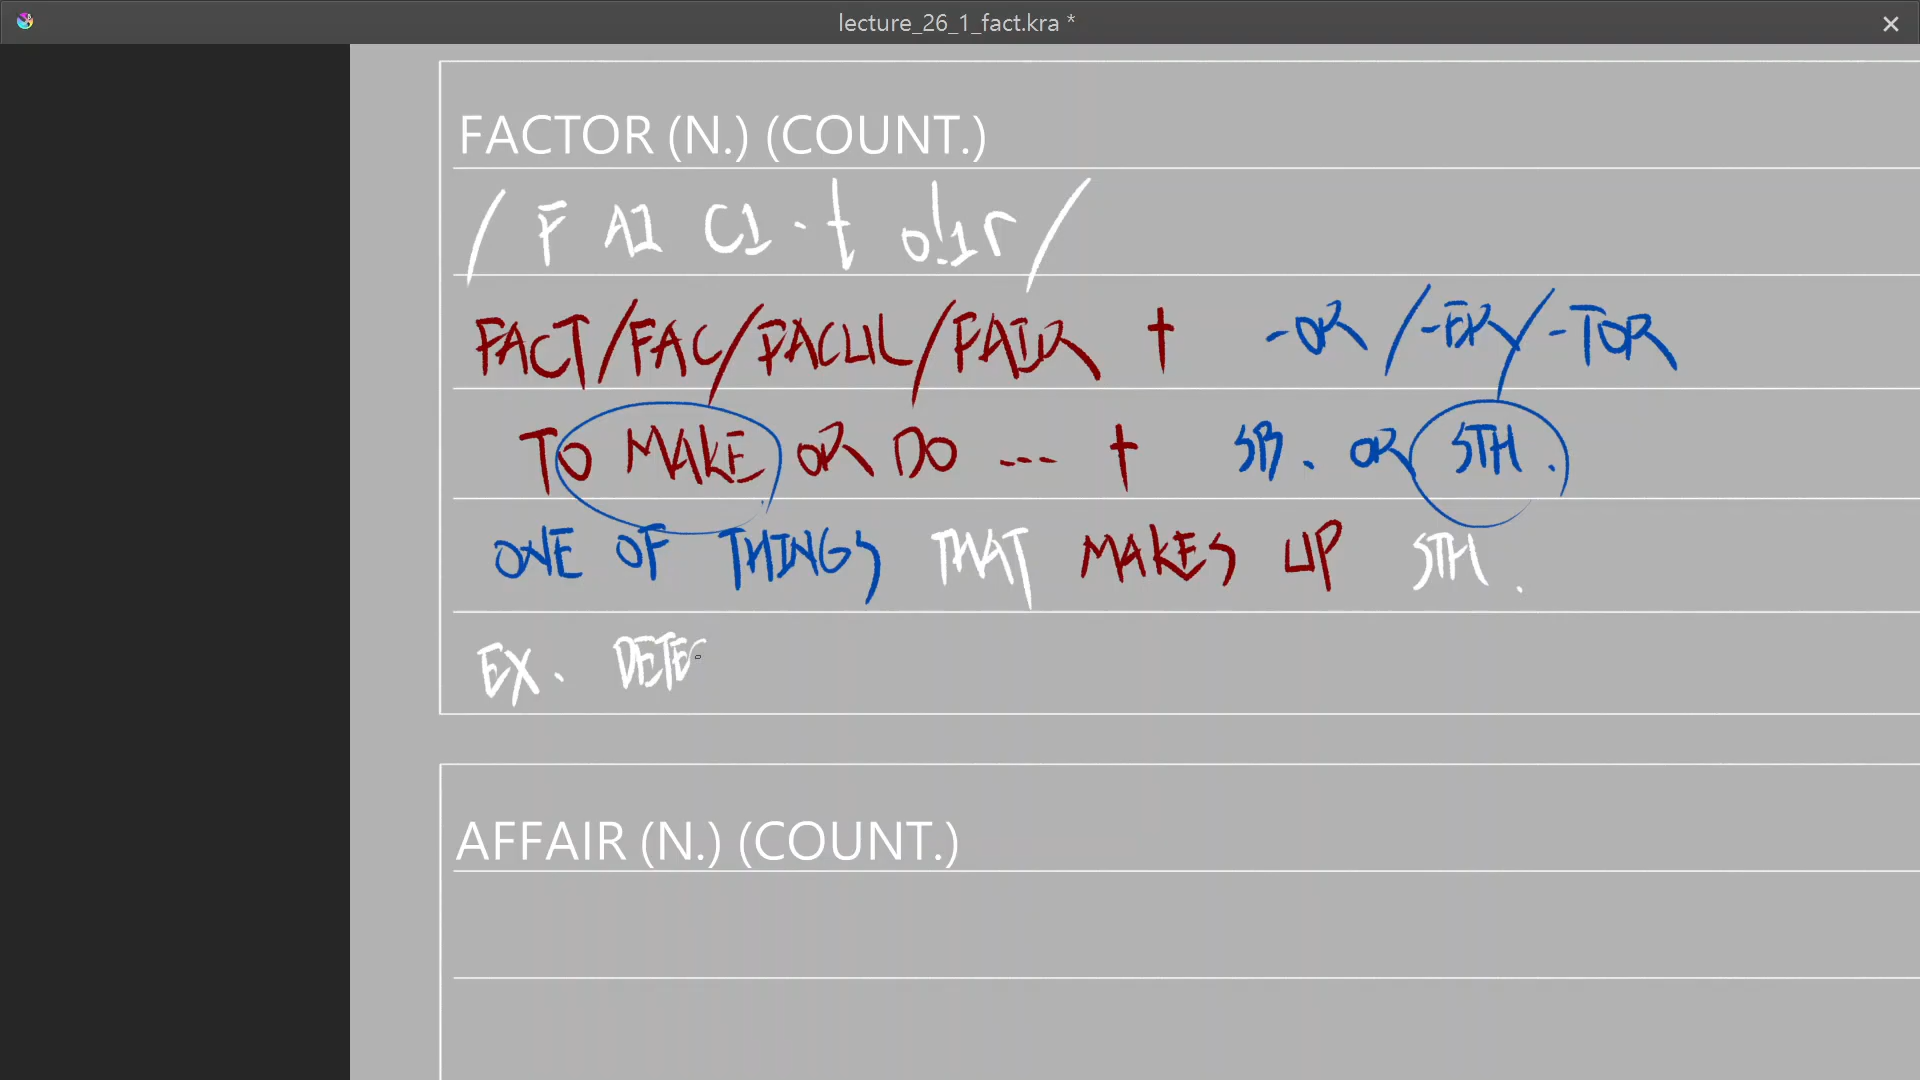 lecture_26_1_fact.kra *
FACTOR (N.) (COUNT.)
/ F A1 C1 · t o!1r /
FACT/FAC/FACUL/FAIR + -OR/-ER/-TOR
TO MAKE OR DO --- + SB. OR STH.
ONE OF THINGS THAT MAKES UP STH.
EX. DETE
AFFAIR (N.) (COUNT.)